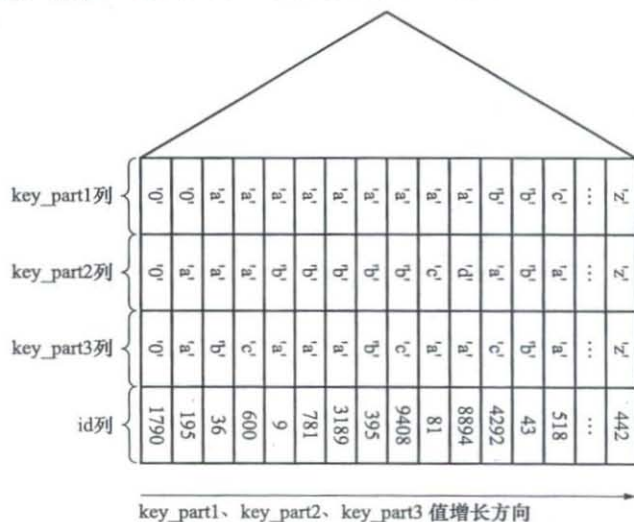 key_part1列 '0' '0' 'a' 'a' 'a' 'a' 'a' 'a' 'a' 'a' 'a' 'b' 'b' 'c' … 'z'
key_part2列 '0' 'a' 'a' 'a' 'b' 'b' 'b' 'b' 'b' 'c' 'd' 'a' 'b' 'a' … 'z'
key_part3列 '0' 'a' 'b' 'c' 'a' 'a' 'a' 'b' 'c' 'a' 'a' 'c' 'b' 'a' … 'z'
id列 1790 195 36 600 9 781 3189 395 9408 81 8894 4292 43 518 … 442
key_part1、key_part2、key_part3 值增长方向